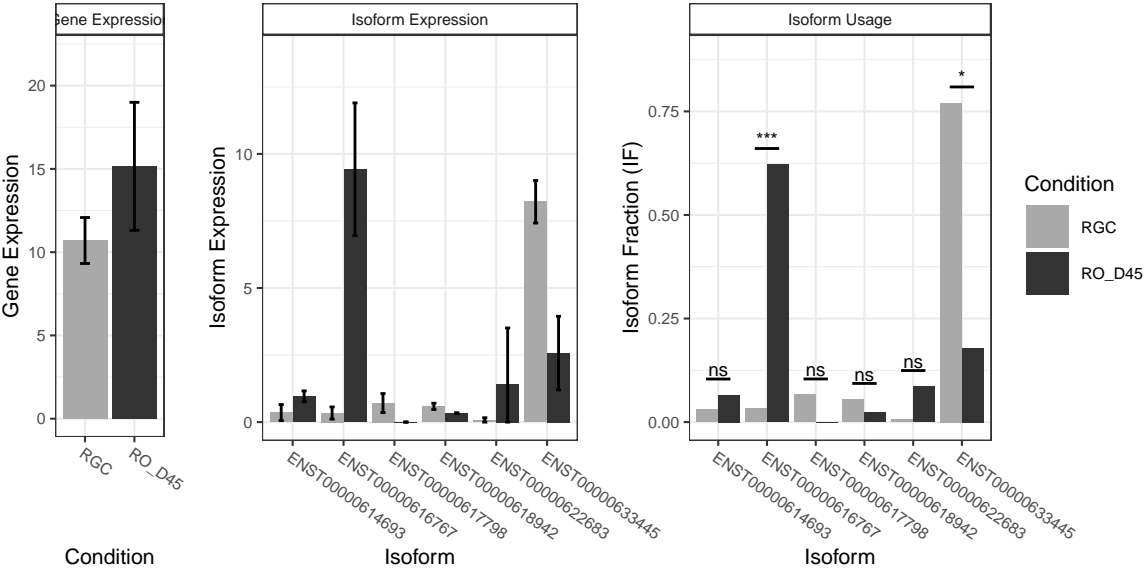 Gene Expression
Isoform Expression
Isoform Usage
Gene Expression
20
15
10
5
0
RGC
RO_D45
Condition
Isoform Expression
10
5
0
ENST00000614693
ENST00000616767
ENST00000617798
ENST00000618942
ENST00000622683
ENST00000633445
Isoform
Isoform Fraction (IF)
0.75
0.50
0.25
0.00
ns
***
ns
ns
ns
*
ENST00000614693
ENST00000616767
ENST00000617798
ENST00000618942
ENST00000622683
ENST00000633445
Isoform
Condition
RGC
RO_D45